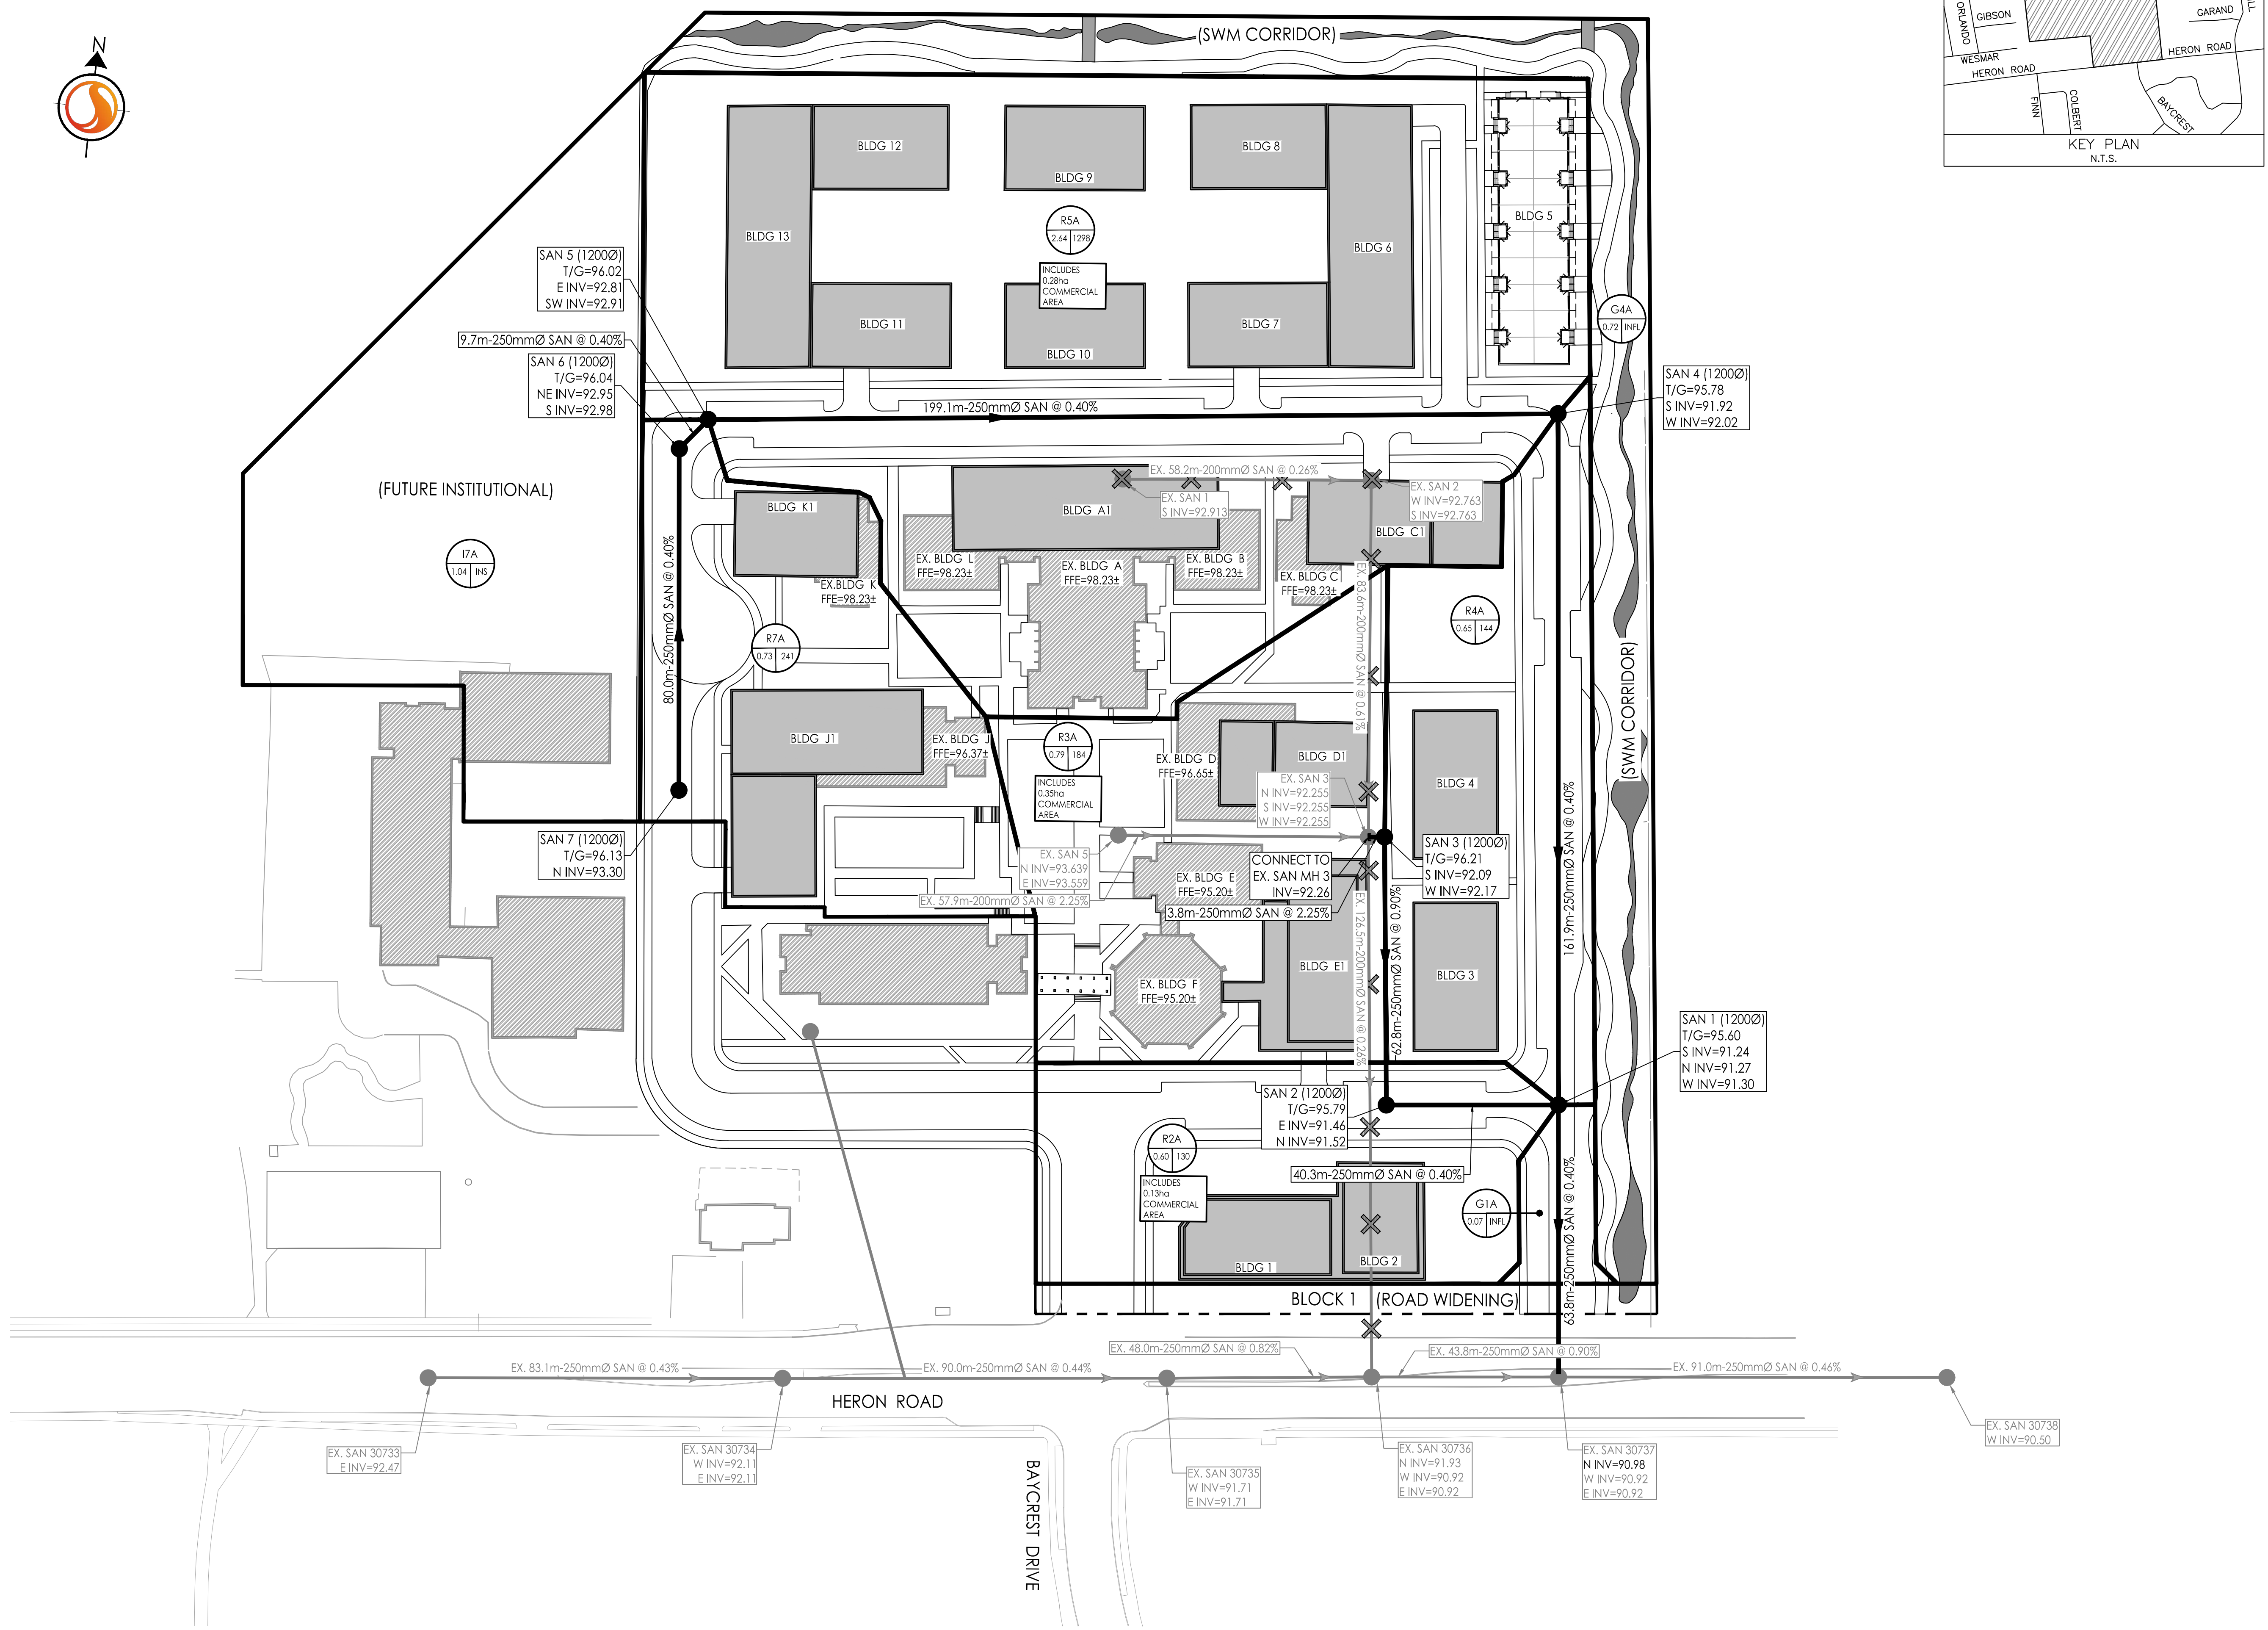 N
ORLANDO
GIBSON
GARAND
WESMAR
HERON ROAD
HERON ROAD
FINN
COLBERT
BAYCREST
KEY PLAN
N.T.S.
(SWM CORRIDOR)
BLDG 12
BLDG 9
BLDG 8
BLDG 13
BLDG 6
BLDG 5
R5A
2.64 1298
INCLUDES
0.28ha
COMMERCIAL
AREA
BLDG 11
BLDG 10
BLDG 7
G4A
0.72 INFL
SAN 5 (1200Ø)
T/G=96.02
E INV=92.81
SW INV=92.91
9.7m-250mmØ SAN @ 0.40%
SAN 6 (1200Ø)
T/G=96.04
NE INV=92.95
S INV=92.98
199.1m-250mmØ SAN @ 0.40%
SAN 4 (1200Ø)
T/G=95.78
S INV=91.92
W INV=92.02
(FUTURE INSTITUTIONAL)
I7A
1.04 INS
80.0m-250mmØ SAN @ 0.40%
BLDG K1
EX.BLDG K
FFE=98.23±
BLDG A1
EX. 58.2m-200mmØ SAN @ 0.26%
EX. SAN 1
S INV=92.913
EX. SAN 2
W INV=92.763
S INV=92.763
BLDG C1
EX. BLDG L
FFE=98.23±
EX. BLDG A
FFE=98.23±
EX. BLDG B
FFE=98.23±
EX. BLDG C
FFE=98.23±
EX. 83.6m-200mmØ SAN @ 0.61%
R7A
0.73 241
R4A
0.65 144
(SWM CORRIDOR)
BLDG J1
EX. BLDG J
FFE=96.37±
R3A
0.79 184
INCLUDES
0.35ha
COMMERCIAL
AREA
EX. BLDG D
FFE=96.65±
BLDG D1
EX. SAN 3
N INV=92.255
S INV=92.255
W INV=92.255
BLDG 4
161.9m-250mmØ SAN @ 0.40%
SAN 7 (1200Ø)
T/G=96.13
N INV=93.30
EX. SAN 5
N INV=93.639
E INV=93.559
EX. 57.9m-200mmØ SAN @ 2.25%
EX. BLDG E
FFE=95.20±
CONNECT TO
EX. SAN MH 3
INV=92.26
3.8m-250mmØ SAN @ 2.25%
SAN 3 (1200Ø)
T/G=96.21
S INV=92.09
W INV=92.17
EX. 126.5m-200mmØ SAN @ 0.26%
62.8m-250mmØ SAN @ 0.90%
BLDG E1
BLDG 3
EX. BLDG F
FFE=95.20±
SAN 1 (1200Ø)
T/G=95.60
S INV=91.24
N INV=91.27
W INV=91.30
SAN 2 (1200Ø)
T/G=95.79
E INV=91.46
N INV=91.52
R2A
0.60 130
INCLUDES
0.13ha
COMMERCIAL
AREA
40.3m-250mmØ SAN @ 0.40%
G1A
0.07 INFL
63.8m-250mmØ SAN @ 0.40%
BLDG 1
BLDG 2
BLOCK 1 (ROAD WIDENING)
EX. 83.1m-250mmØ SAN @ 0.43%
EX. 90.0m-250mmØ SAN @ 0.44%
EX. 48.0m-250mmØ SAN @ 0.82%
EX. 43.8m-250mmØ SAN @ 0.90%
EX. 91.0m-250mmØ SAN @ 0.46%
HERON ROAD
EX. SAN 30733
E INV=92.47
EX. SAN 30734
W INV=92.11
E INV=92.11
EX. SAN 30735
W INV=91.71
E INV=91.71
EX. SAN 30736
N INV=91.93
W INV=90.92
E INV=90.92
EX. SAN 30737
N INV=90.98
W INV=90.92
E INV=90.92
EX. SAN 30738
W INV=90.50
BAYCREST DRIVE